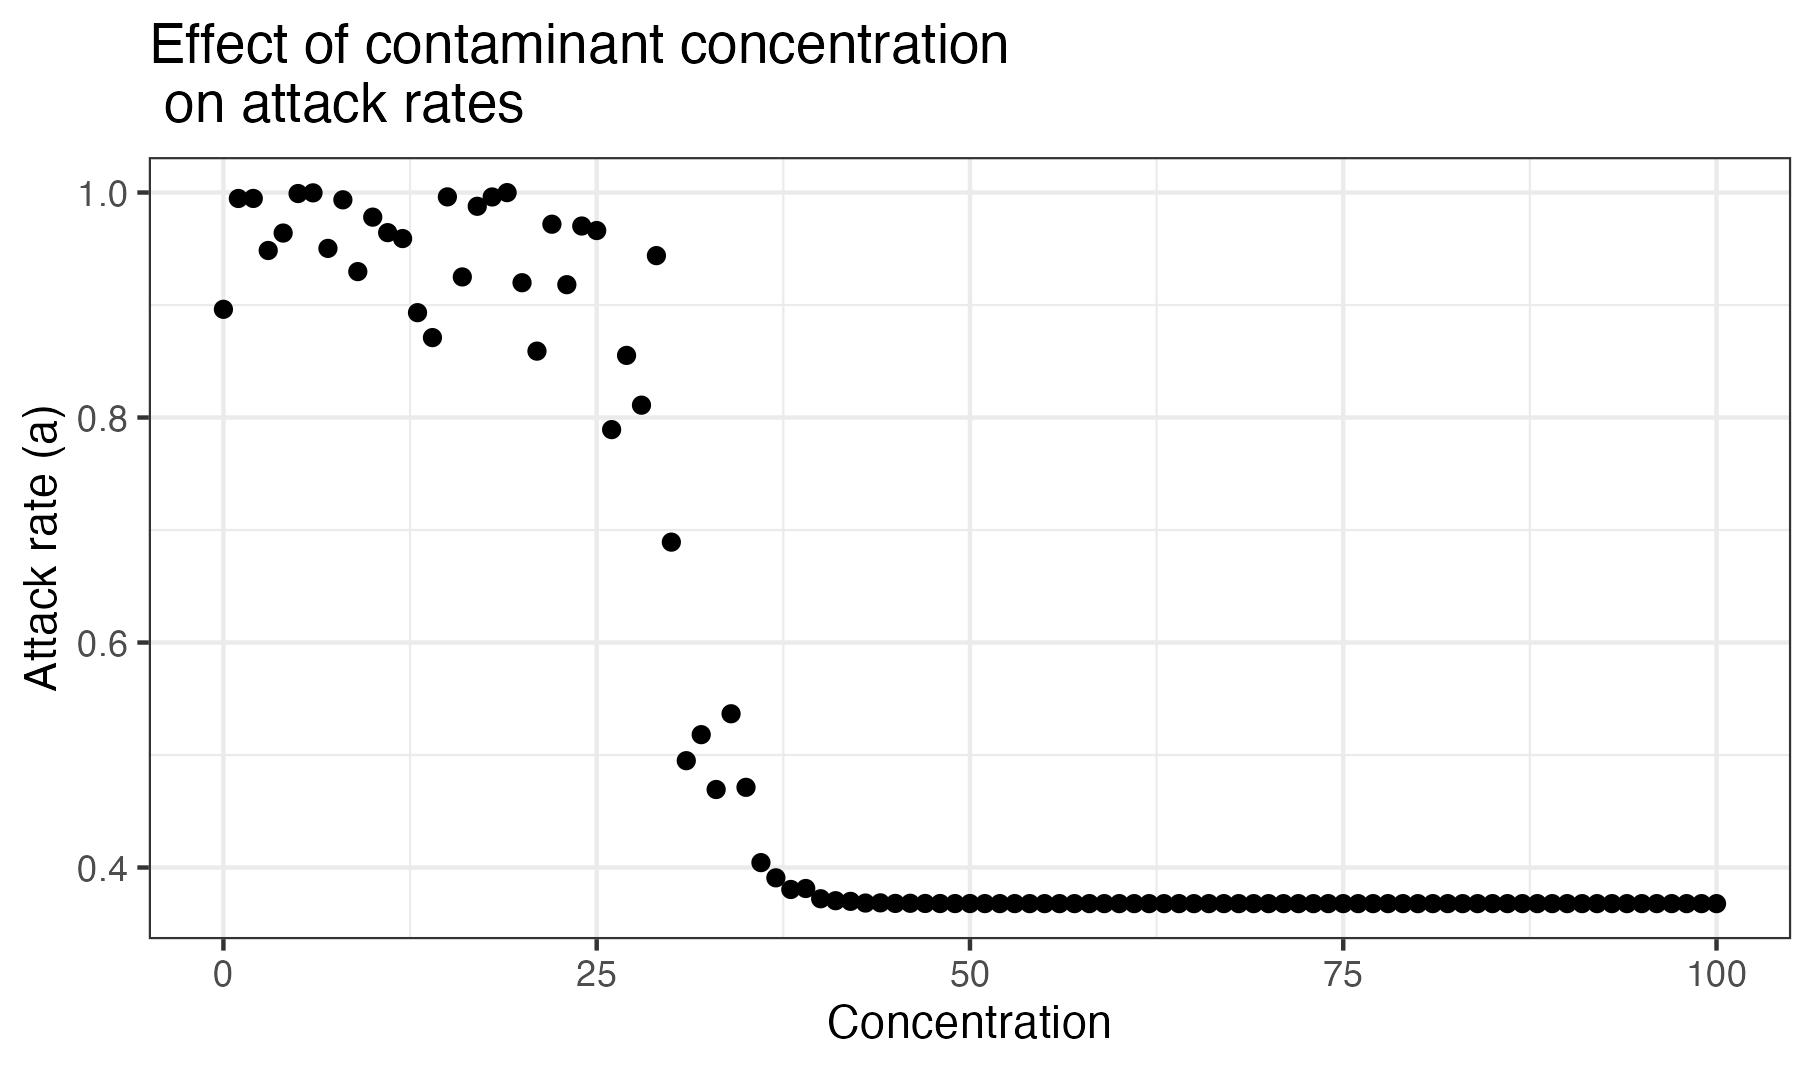 Effect of contaminant concentration
on attack rates
1.0
0.8
0.6
0.4
Attack rate (a)
0
25
50
75
100
Concentration